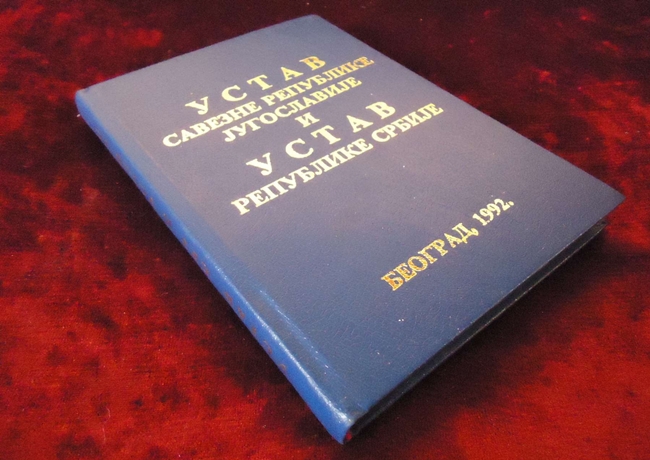 УСТАВ
САВЕЗНЕ РЕПУБЛИКЕ
ЈУГОСЛАВИЈЕ
И
УСТАВ
РЕПУБЛИКЕ СРБИЈЕ
БЕОГРАД, 1992.